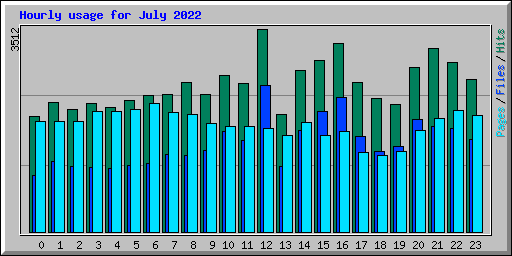 Hourly usage for July 2022
3512
Pages/Files/Hits
0 1 2 3 4 5 6 7 8 9 10 11 12 13 14 15 16 17 18 19 20 21 22 23